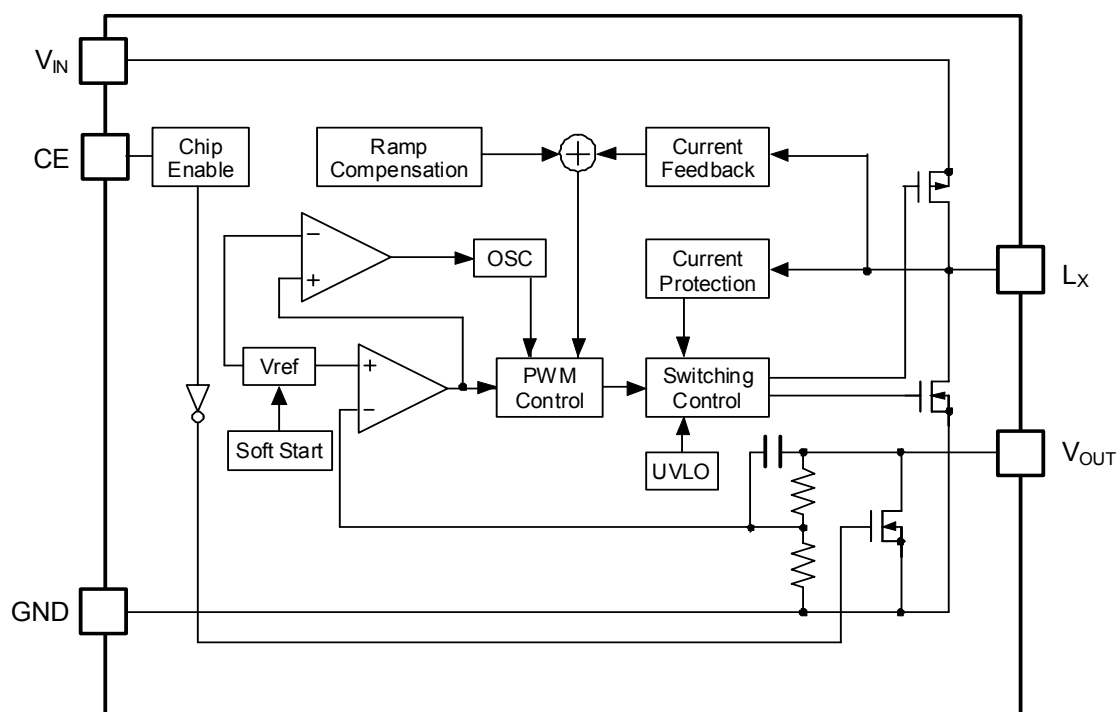 VIN
CE
Chip
Enable
Ramp
Compensation
+
Current
Feedback
−
+
OSC
Current
Protection
LX
Vref
+
−
PWM
Control
Switching
Control
Soft Start
UVLO
VOUT
GND